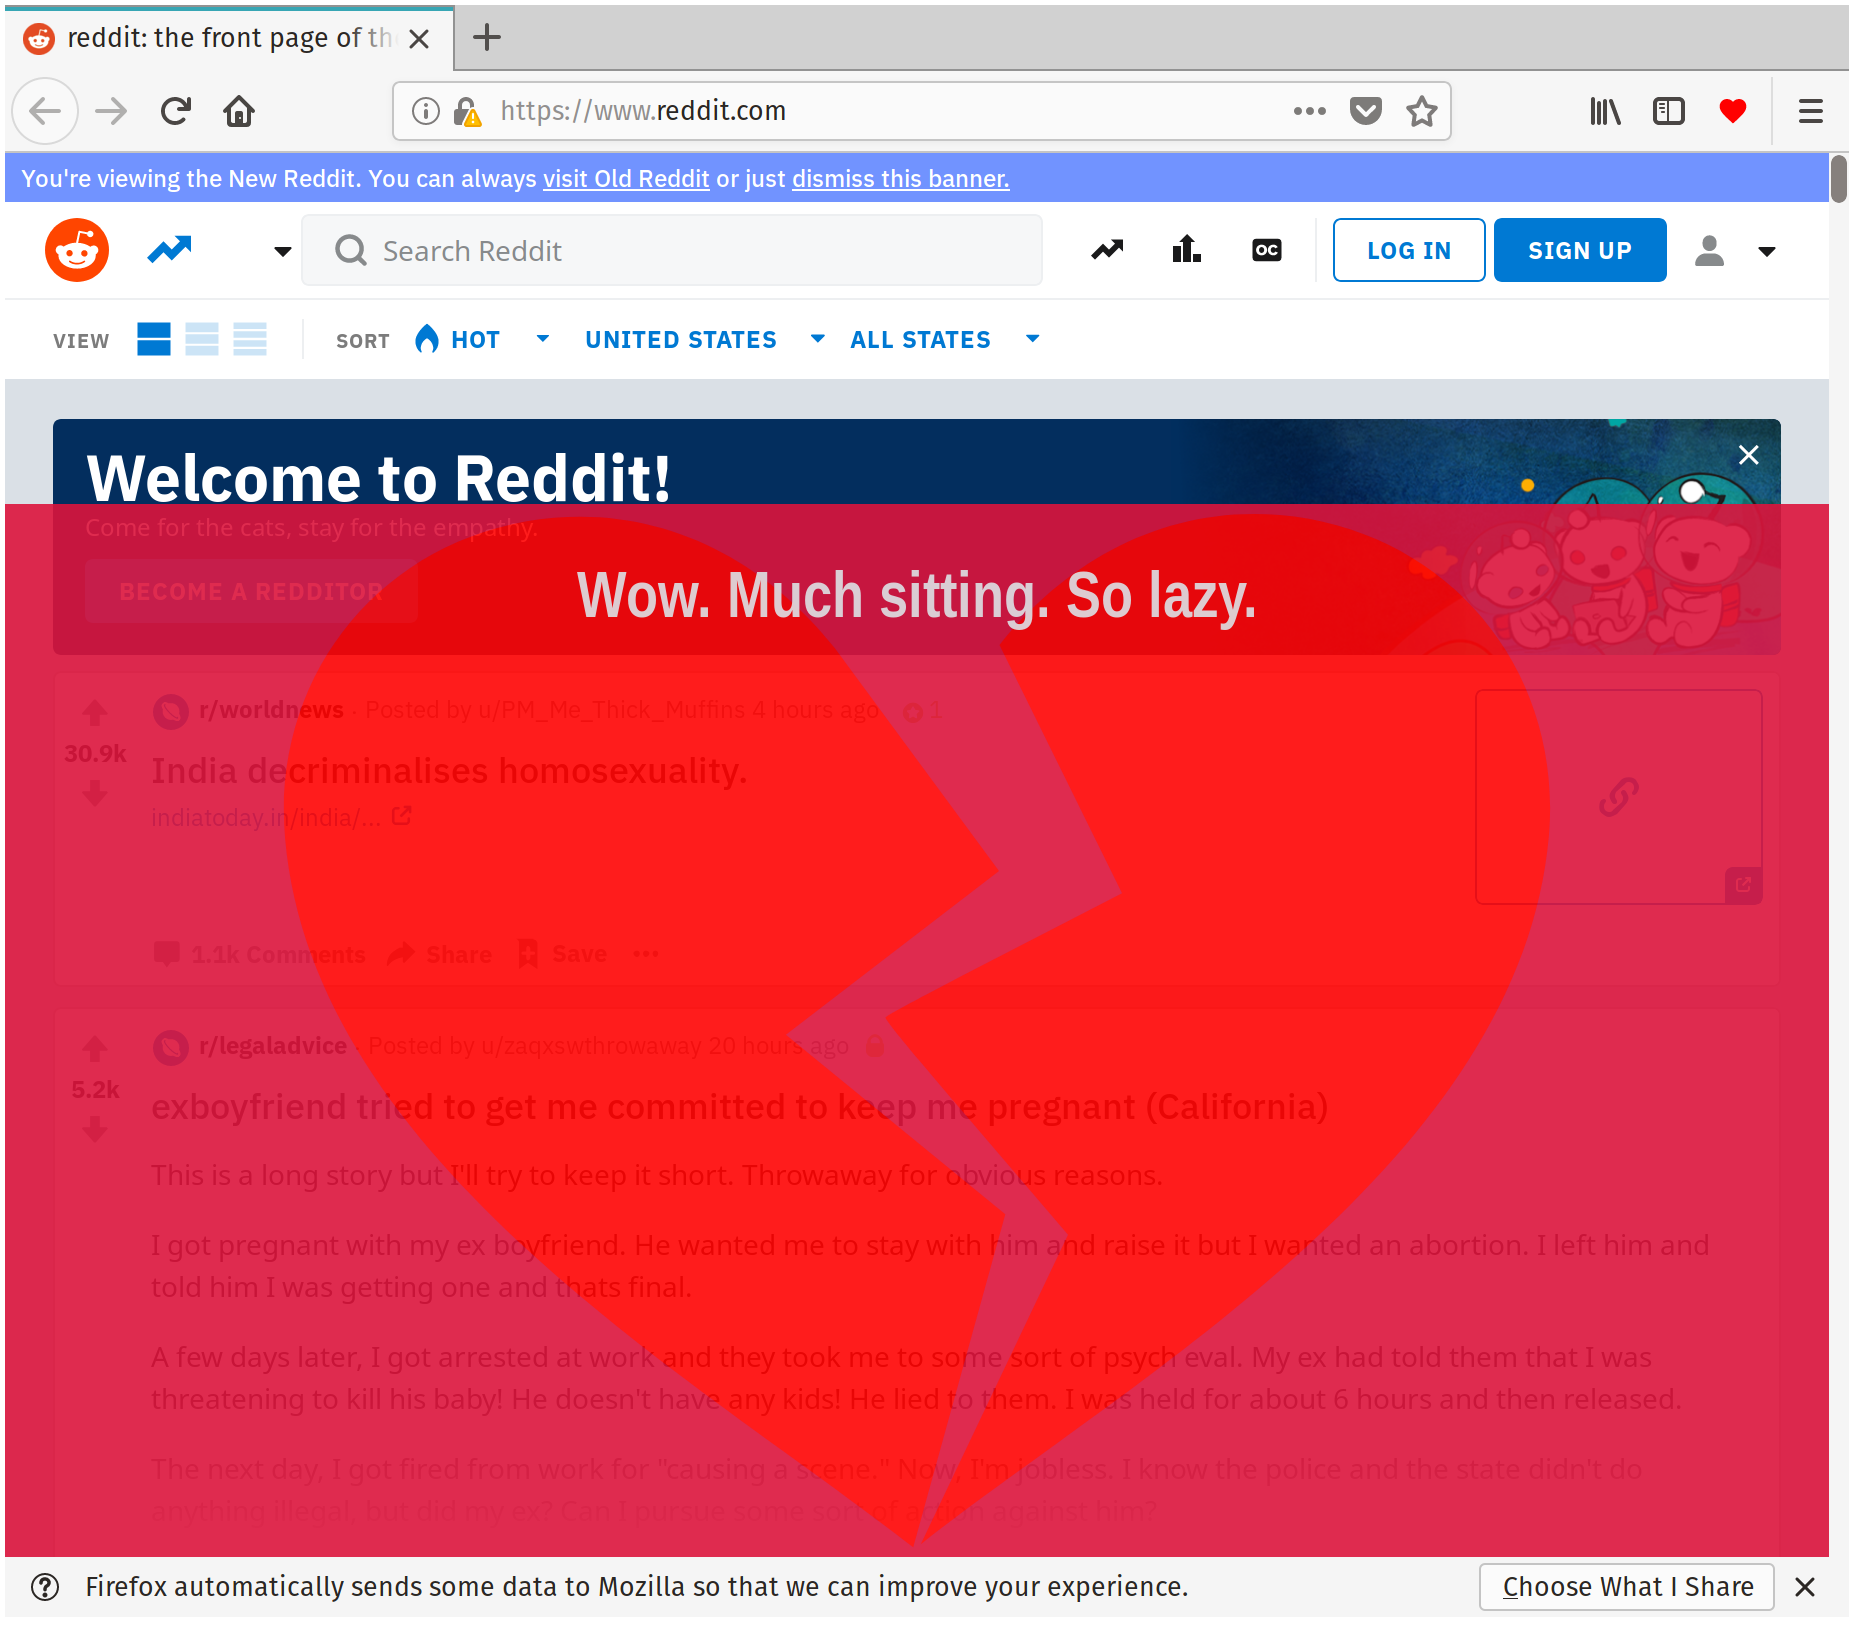 reddit: the front page of th
https://www.reddit.com
You're viewing the New Reddit. You can always visit Old Reddit or just dismiss this banner.
Search Reddit
OC
LOG IN
SIGN UP
VIEW
SORT
HOT
UNITED STATES
ALL STATES
Welcome to Reddit!
Come for the cats, stay for the empathy.
BECOME A REDDITOR
Wow. Much sitting. So lazy.
r/worldnews · Posted by u/PM_Me_Thick_Muffins 4 hours ago 1
30.9k
India decriminalises homosexuality.
indiatoday.in/india/...
1.1k Comments Share Save
r/legaladvice · Posted by u/zaqxswthrowaway 20 hours ago
5.2k
exboyfriend tried to get me committed to keep me pregnant (California)
This is a long story but I'll try to keep it short. Throwaway for obvious reasons.
I got pregnant with my ex boyfriend. He wanted me to stay with him and raise it but I wanted an abortion. I left him and
told him I was getting one and thats final.
A few days later, I got arrested at work and they took me to some sort of psych eval. My ex had told them that I was
threatening to kill his baby! He doesn't have any kids! He lied to them. I was held for about 6 hours and then released.
The next day, I got fired from work for "causing a scene." Now, I'm jobless. I know the police and the state didn't do
anything illegal, but did my ex? Can I pursue some sort of action against him?
Firefox automatically sends some data to Mozilla so that we can improve your experience.
Choose What I Share